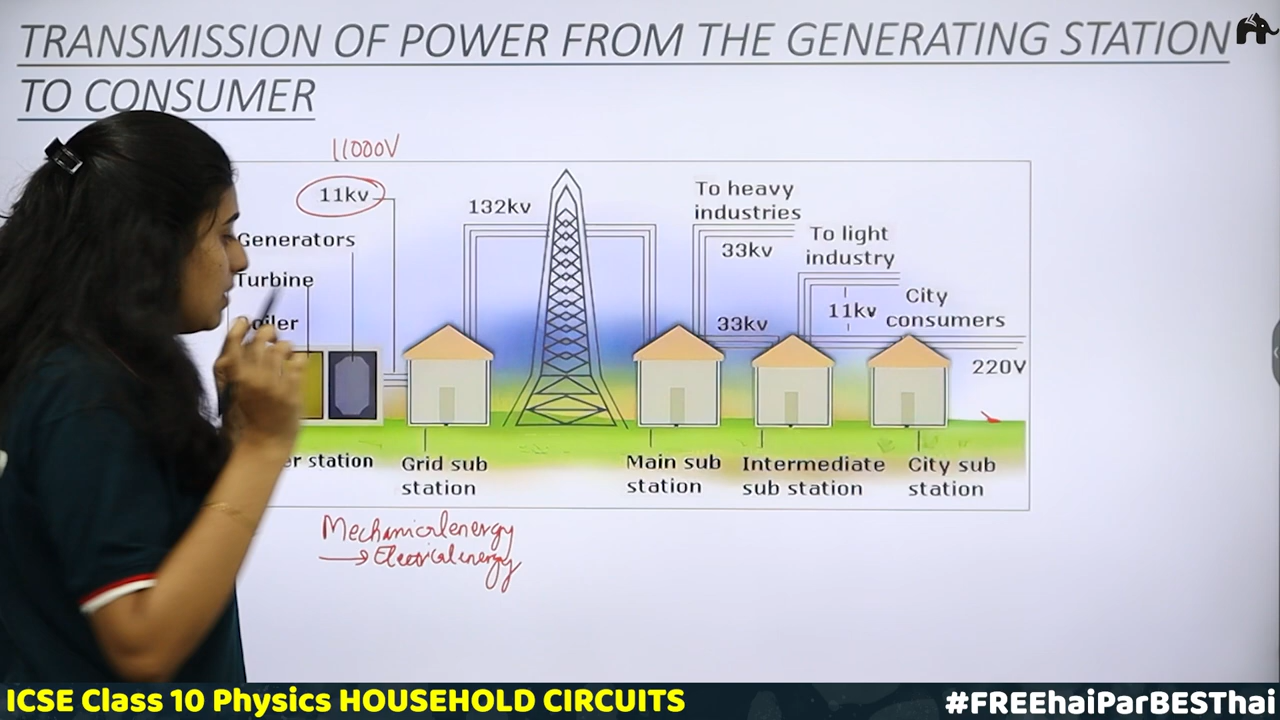 TRANSMISSION OF POWER FROM THE GENERATING STATION
TO CONSUMER
11000V
11kv
Generators
Turbine
132kv
To heavy
industries
33kv
To light
industry
11kv
City
consumers
33kv
220V
station
Grid sub
station
Main sub
station
Intermediate
sub station
City sub
station
Mechanical energy
→ Electrical energy
ICSE Class 10 Physics HOUSEHOLD CIRCUITS
#FREEhaiParBESThai